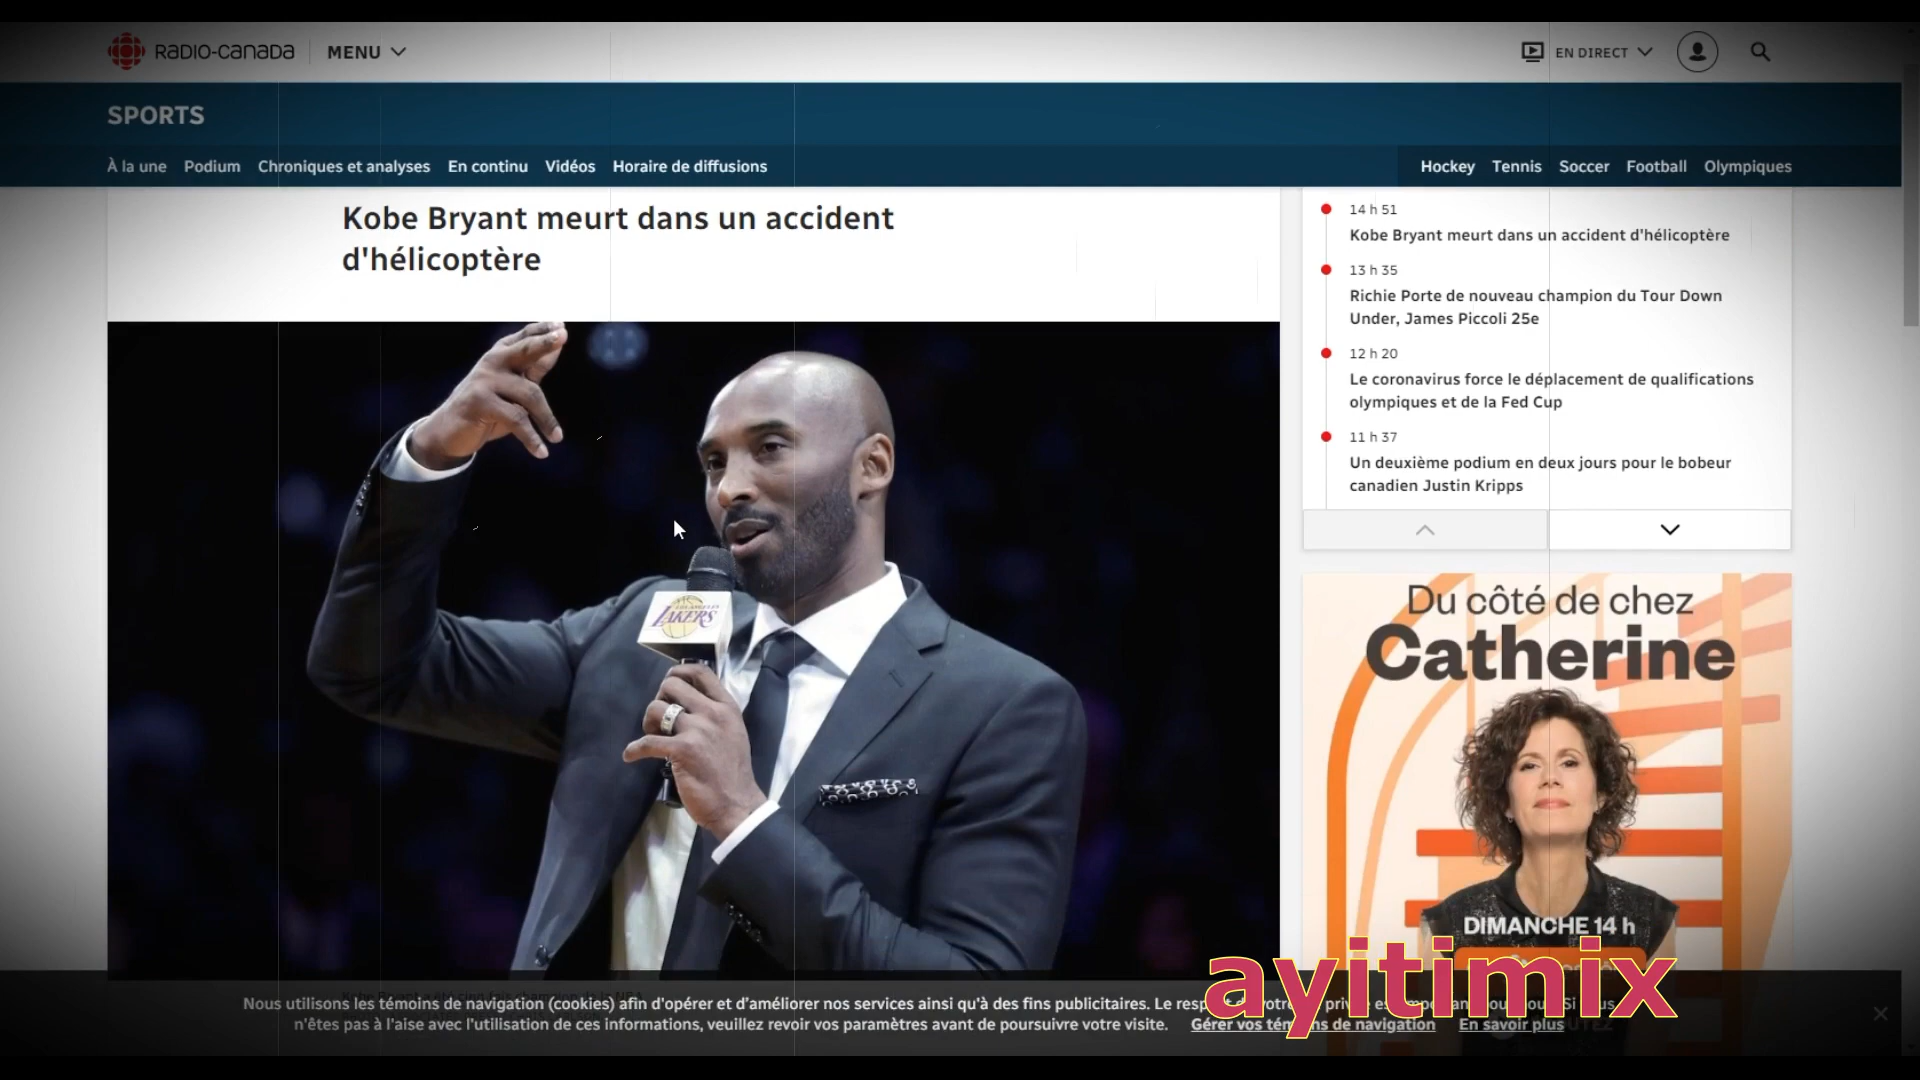 RADIO-CANADA
MENU
EN DIRECT
SPORTS
À la une
Podium
Chroniques et analyses
En continu
Vidéos
Horaire de diffusions
Hockey
Tennis
Soccer
Football
Olympiques
Kobe Bryant meurt dans un accident
d'hélicoptère
LAKERS
14 h 51
Kobe Bryant meurt dans un accident d'hélicoptère
13 h 35
Richie Porte de nouveau champion du Tour Down
Under, James Piccoli 25e
12 h 20
Le coronavirus force le déplacement de qualifications
olympiques et de la Fed Cup
11 h 37
Un deuxième podium en deux jours pour le bobeur
canadien Justin Kripps
Du côté de chez
Catherine
DIMANCHE 14 h
ayitimix
Nous utilisons les témoins de navigation (cookies) afin d'opérer et d'améliorer nos services ainsi qu'à des fins publicitaires. Le
n'êtes pas à l'aise avec l'utilisation de ces informations, veuillez revoir vos paramètres avant de poursuivre votre visite.
Gérer vos témoins de navigation
En savoir plus